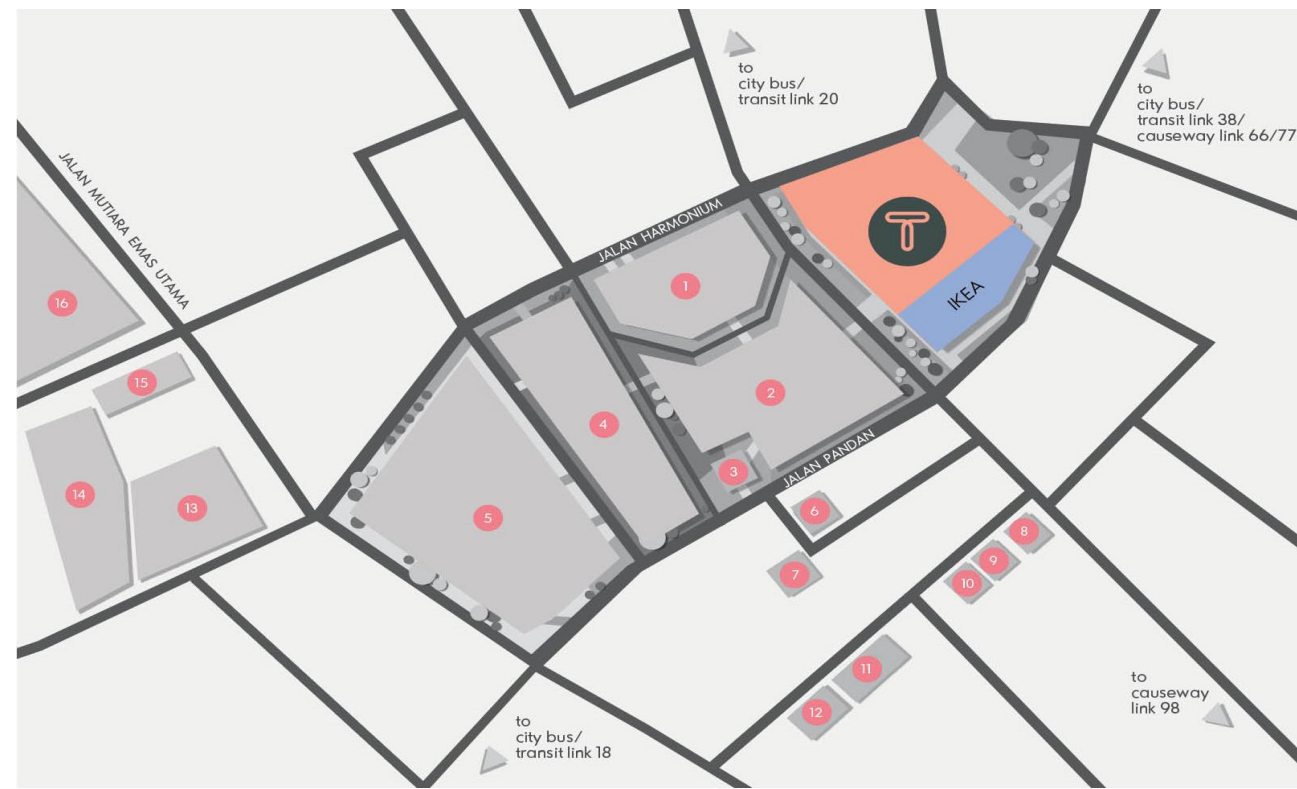 to
city bus/
transit link 20
to
city bus/
transit link 38/
causeway link 66/77
JALAN MUTIARA EMAS UTAMA
JALAN HARMONIUM
T
IKEA
1
16
15
2
4
JALAN PANDAN
3
14
13
5
6
8
9
7
10
11
12
to
causeway
link 98
to
city bus/
transit link 18